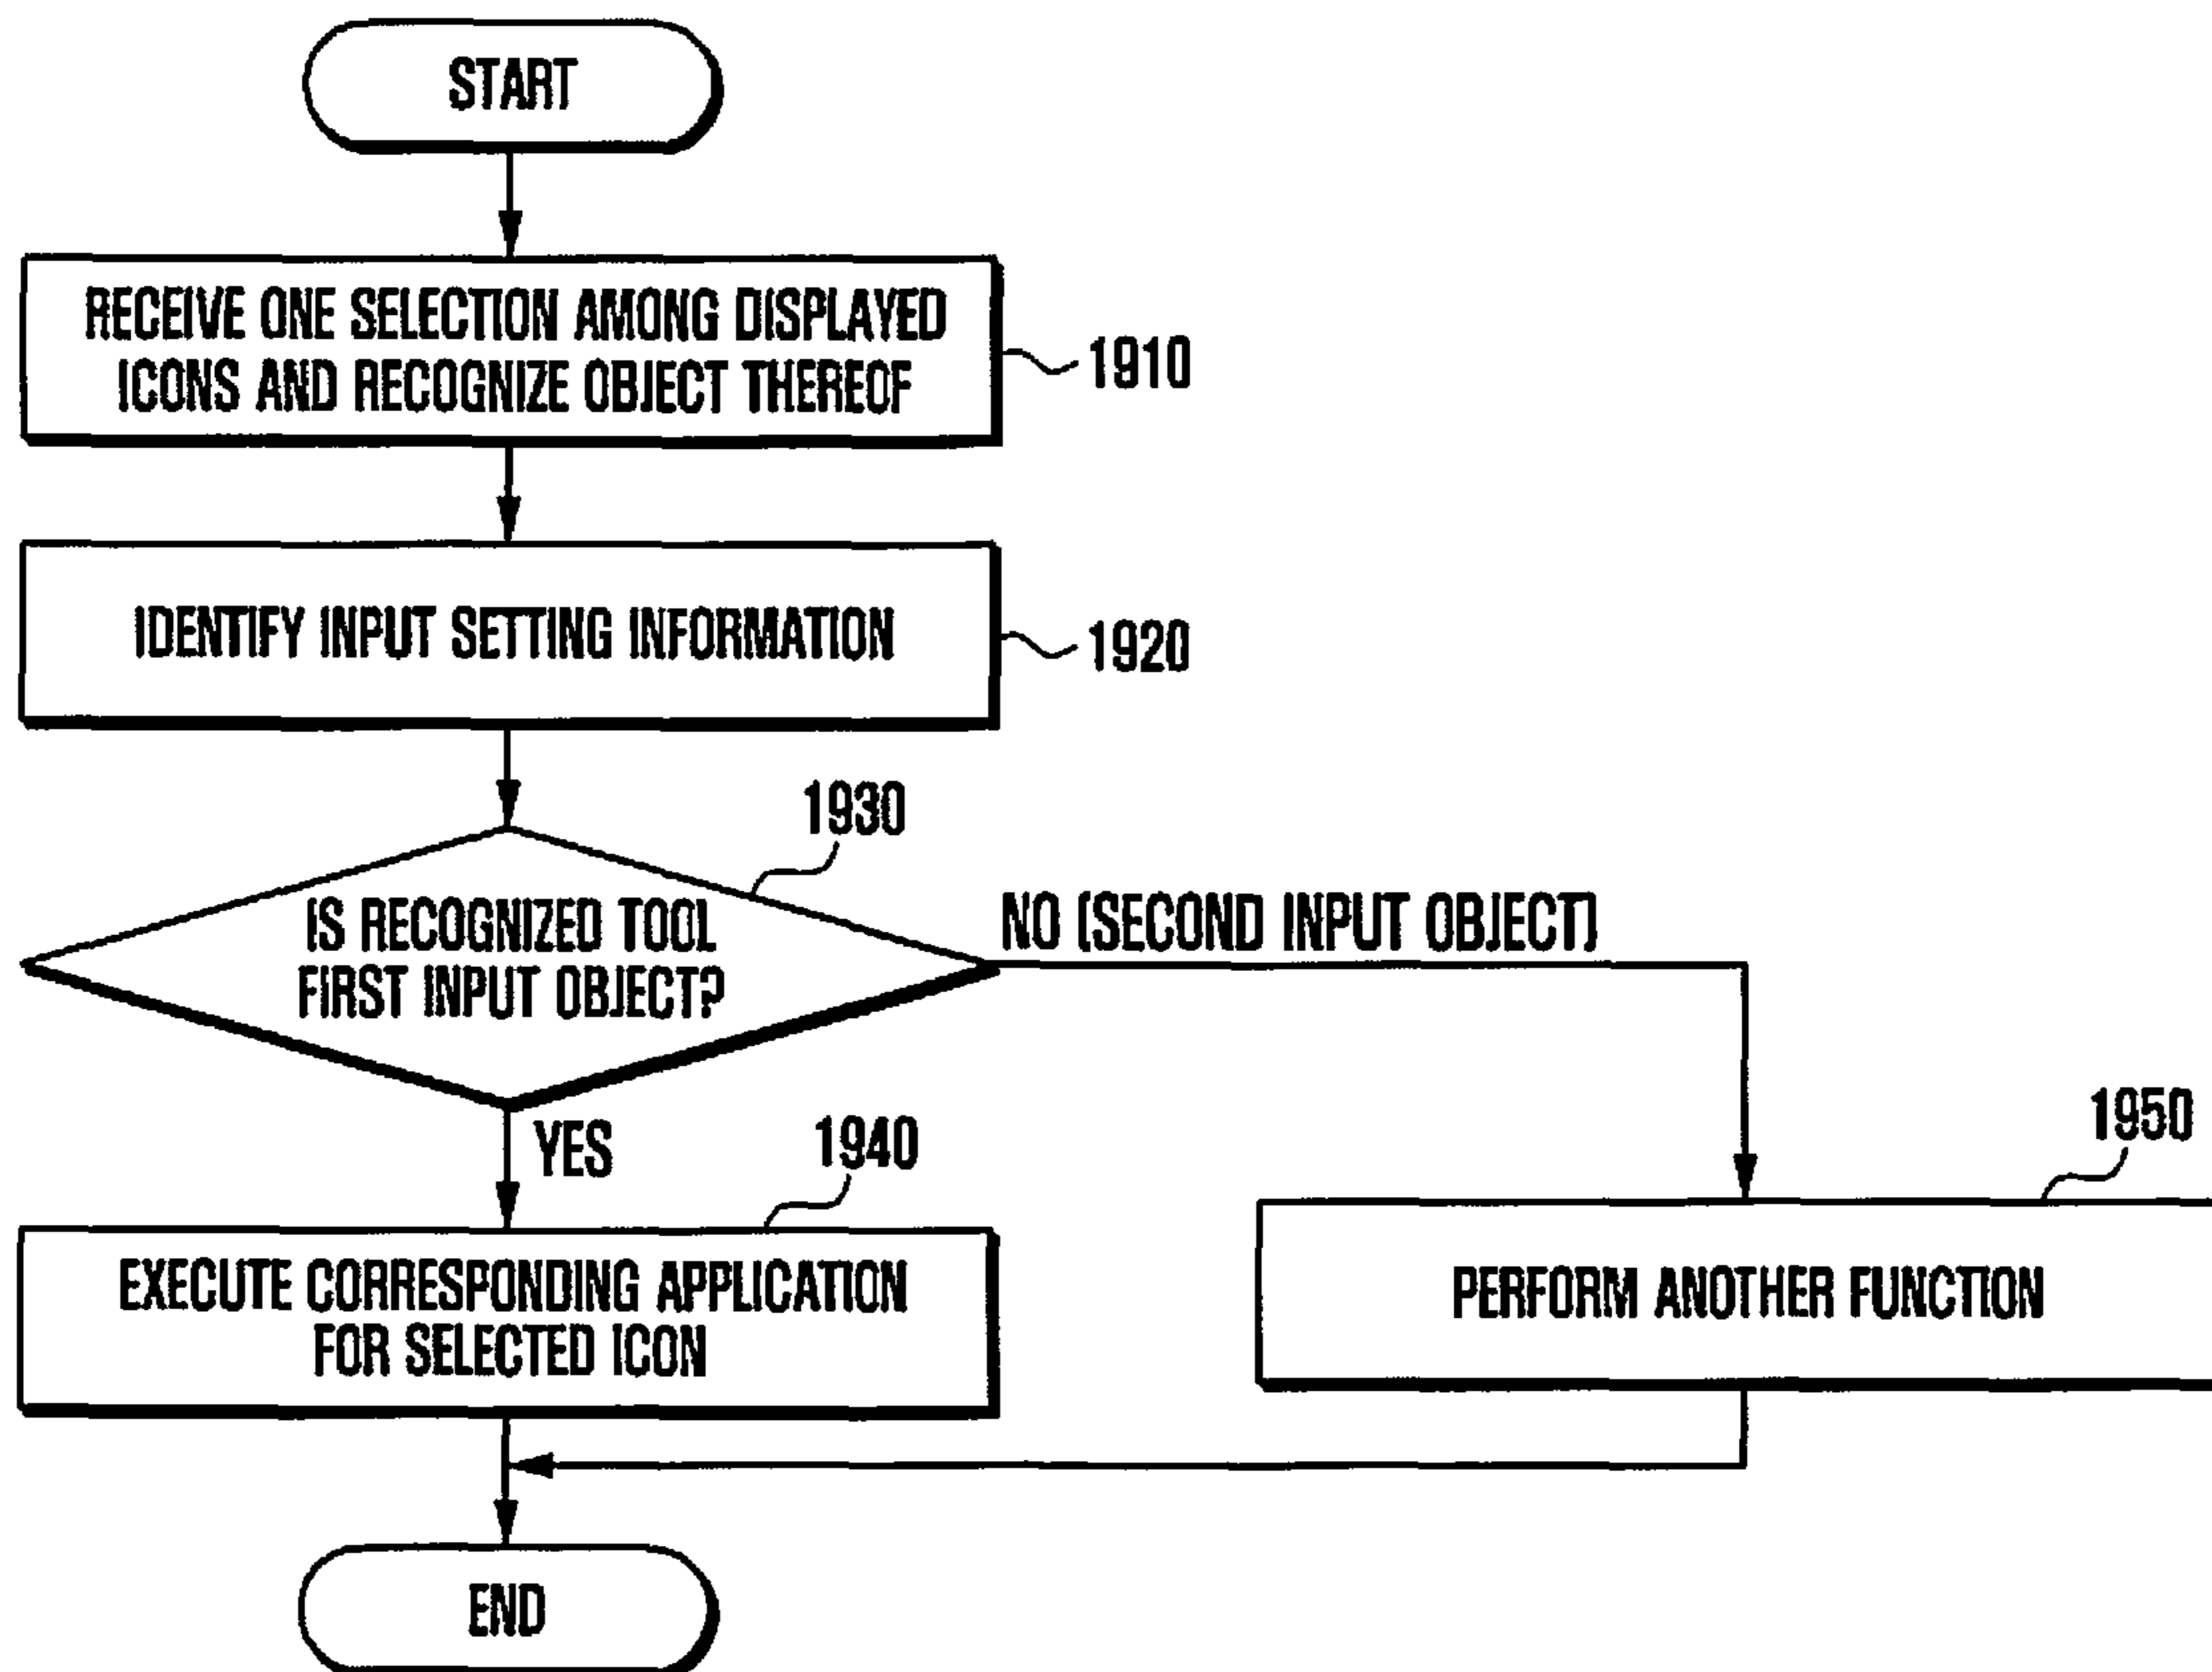 START
RECEIVE ONE SELECTION AMONG DISPLAYED
ICONS AND RECOGNIZE OBJECT THEREOF
1910
IDENTIFY INPUT SETTING INFORMATION
1920
1930
IS RECOGNIZED TOOL
FIRST INPUT OBJECT?
NO (SECOND INPUT OBJECT)
YES
1940
EXECUTE CORRESPONDING APPLICATION
FOR SELECTED ICON
1950
PERFORM ANOTHER FUNCTION
END